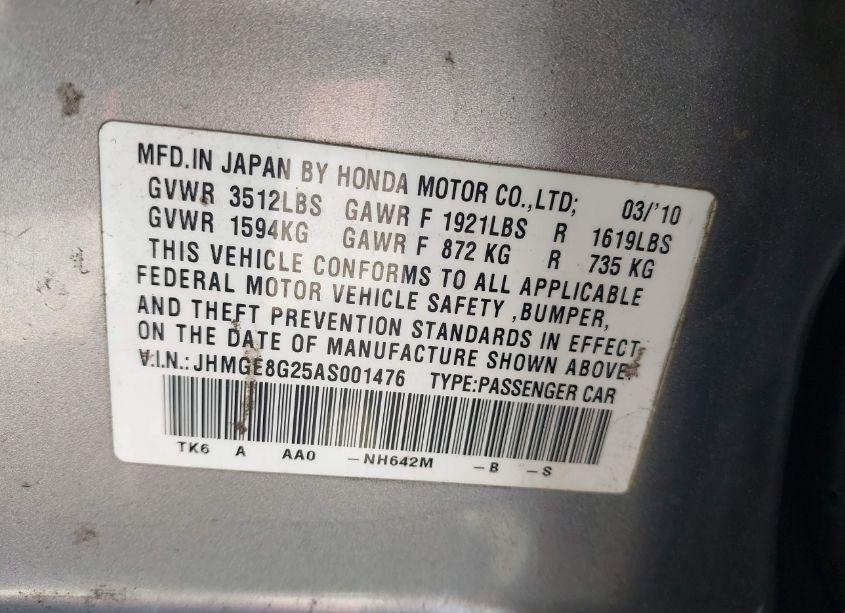 MFD.IN JAPAN BY HONDA MOTOR CO.,LTD; 03/'10
GVWR 3512LBS GAWR F 1921LBS R 1619LBS
GVWR 1594KG GAWR F 872 KG R 735 KG
THIS VEHICLE CONFORMS TO ALL APPLICABLE
FEDERAL MOTOR VEHICLE SAFETY ,BUMPER,
AND THEFT PREVENTION STANDARDS IN EFFECT
ON THE DATE OF MANUFACTURE SHOWN ABOVE.
V.I.N.: JHMGE8G25AS001476 TYPE:PASSENGER CAR
TK6 A AA0 -NH642M -B -S